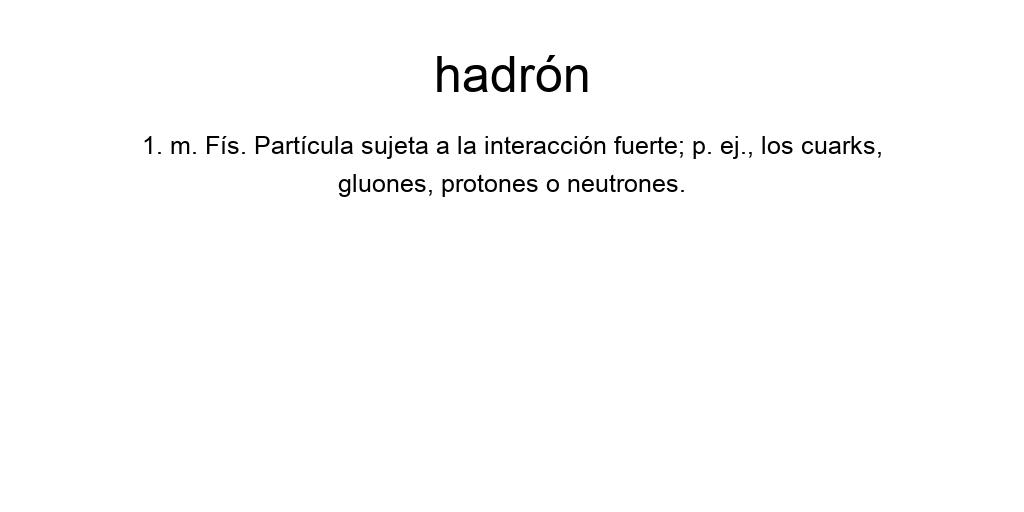 hadrón
1. m. Fís. Partícula sujeta a la interacción fuerte; p. ej., los cuarks,
gluones, protones o neutrones.